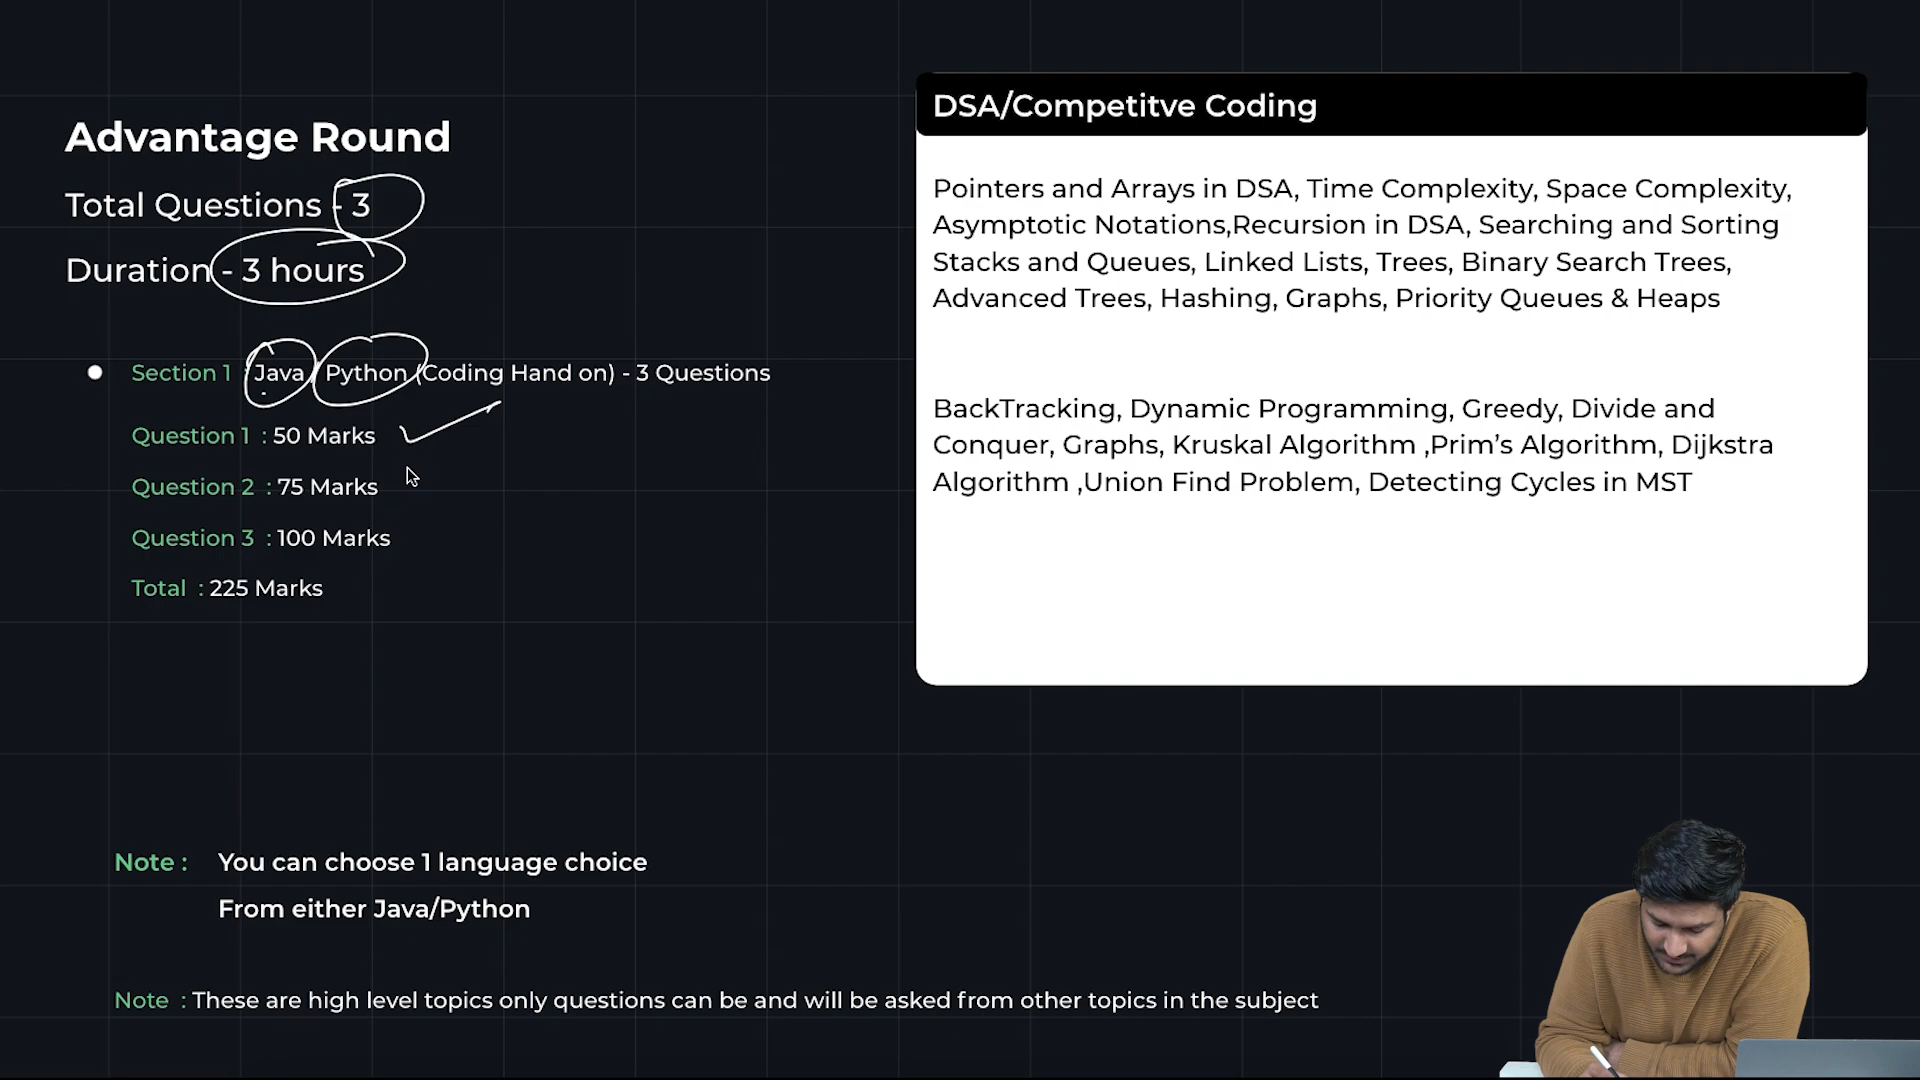 Advantage Round
Total Questions - 3
Duration - 3 hours
Section 1 : Java / Python (Coding Hand on) - 3 Questions
Question 1 : 50 Marks
Question 2 : 75 Marks
Question 3 : 100 Marks
Total : 225 Marks
Note : You can choose 1 language choice
From either Java/Python
Note : These are high level topics only questions can be and will be asked from other topics in the subject
DSA/Competitve Coding
Pointers and Arrays in DSA, Time Complexity, Space Complexity,
Asymptotic Notations,Recursion in DSA, Searching and Sorting
Stacks and Queues, Linked Lists, Trees, Binary Search Trees,
Advanced Trees, Hashing, Graphs, Priority Queues & Heaps
BackTracking, Dynamic Programming, Greedy, Divide and
Conquer, Graphs, Kruskal Algorithm ,Prim's Algorithm, Dijkstra
Algorithm ,Union Find Problem, Detecting Cycles in MST